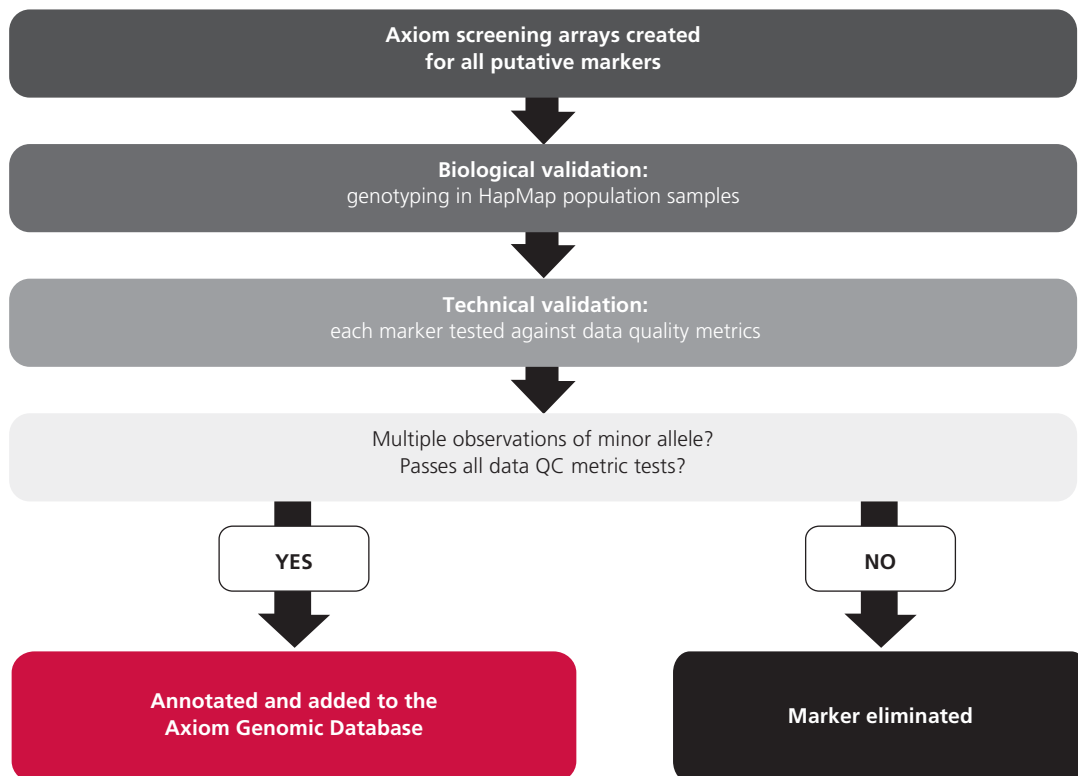 Axiom screening arrays created
for all putative markers
Biological validation:
genotyping in HapMap population samples
Technical validation:
each marker tested against data quality metrics
Multiple observations of minor allele?
Passes all data QC metric tests?
YES
NO
Annotated and added to the
Axiom Genomic Database
Marker eliminated